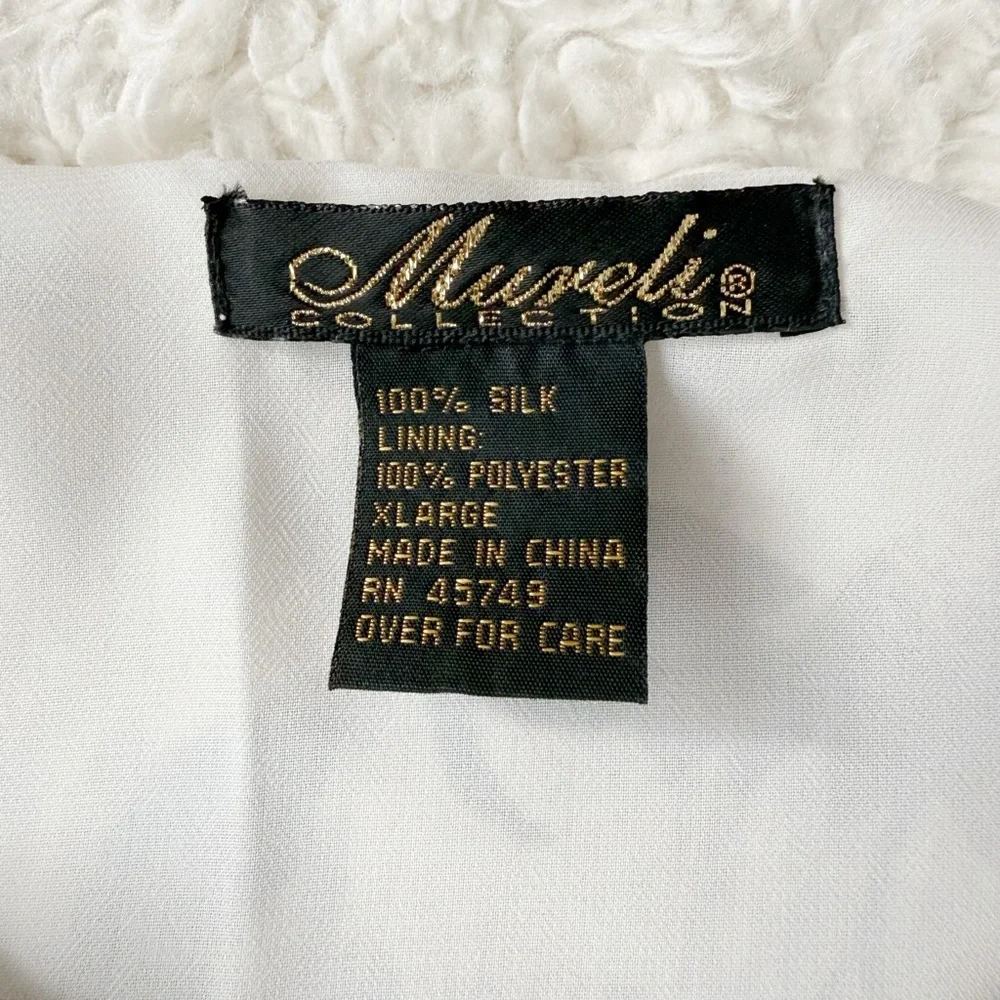 Mureli ®
COLLECTION
100% SILK
LINING:
100% POLYESTER
XLARGE
MADE IN CHINA
RN 45749
OVER FOR CARE